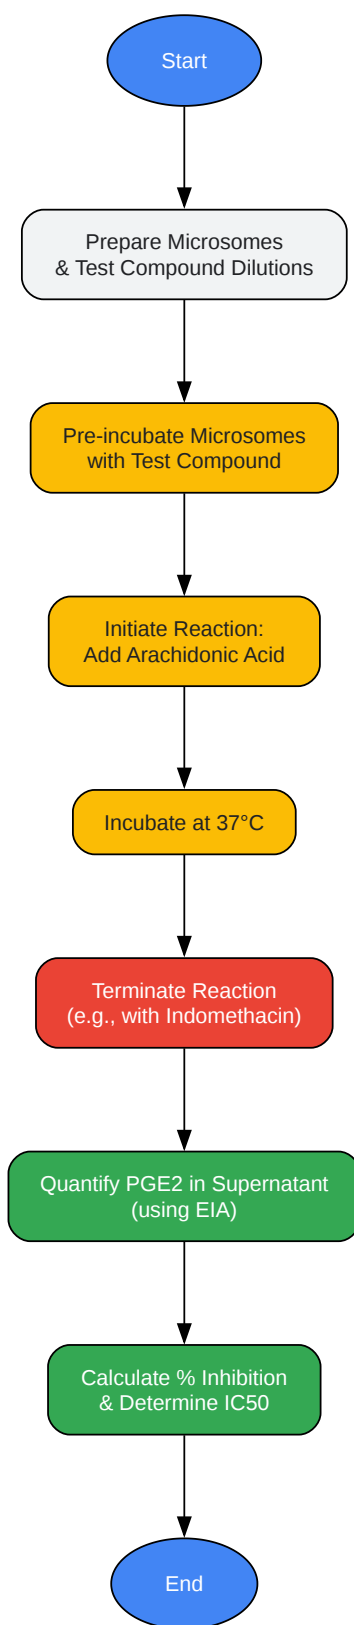 Start
Prepare Microsomes
& Test Compound Dilutions
Pre-incubate Microsomes
with Test Compound
Initiate Reaction:
Add Arachidonic Acid
Incubate at 37°C
Terminate Reaction
(e.g., with Indomethacin)
Quantify PGE2 in Supernatant
(using EIA)
Calculate % Inhibition
& Determine IC50
End